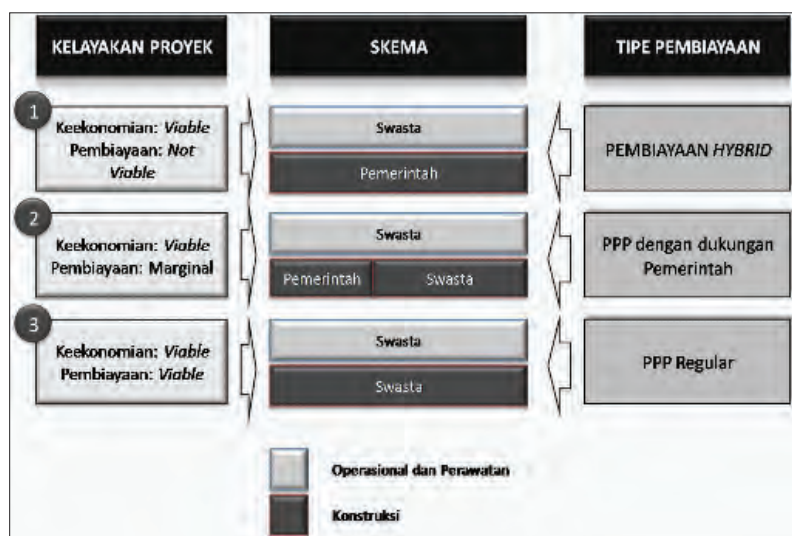 KELAYAKAN PROYEK
SKEMA
TIPE PEMBIAYAAN
1
Keekonomian: Viable
Pembiayaan: Not
Viable
Swasta
Pemerintah
PEMBIAYAAN HYBRID
2
Keekonomian: Viable
Pembiayaan: Marginal
Swasta
Pemerintah
Swasta
PPP dengan dukungan
Pemerintah
3
Keekonomian: Viable
Pembiayaan: Viable
Swasta
Swasta
PPP Regular
Operasional dan Perawatan
Konstruksi